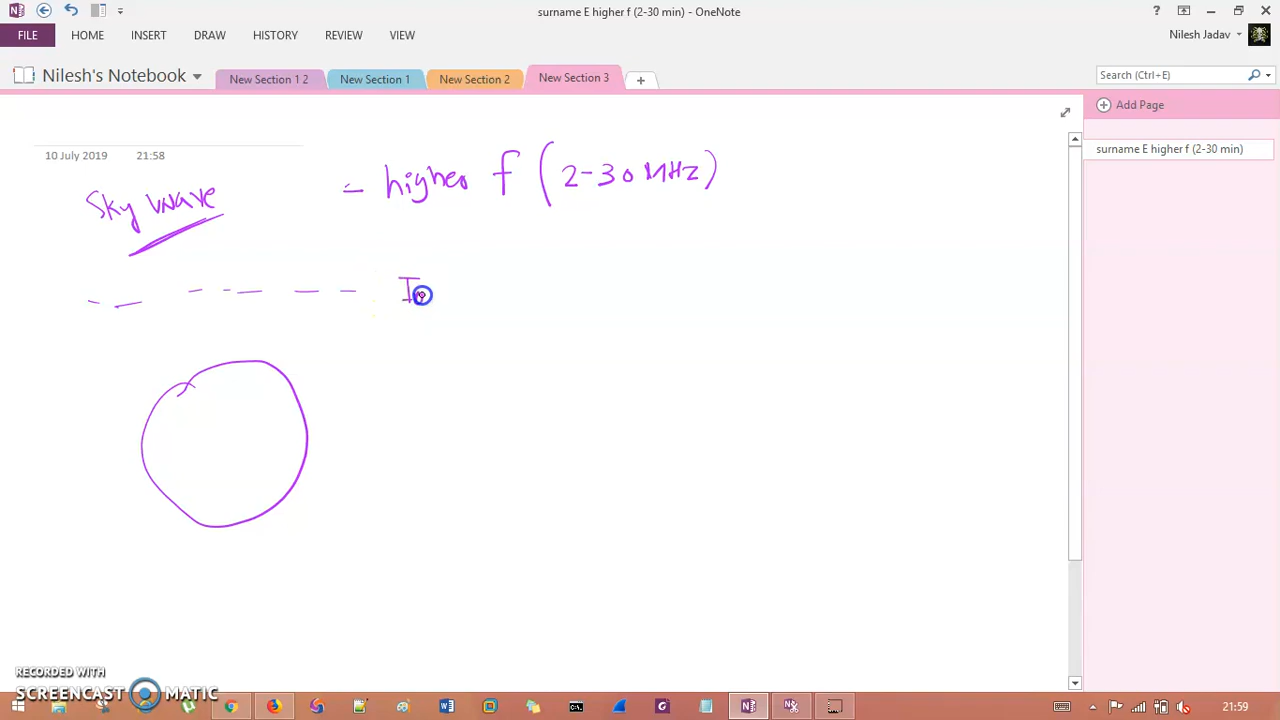 surname E higher f (2-30 min) - OneNote
FILE HOME INSERT DRAW HISTORY REVIEW VIEW
Nilesh Jadav
Nilesh's Notebook
New Section 1 2
New Section 1
New Section 2
New Section 3
Search (Ctrl+E)
Add Page
surname E higher f (2-30 min)
10 July 2019 21:58
Sky Wave
= higher f (2-30 MHz)
I
RECORDED WITH
SCREENCAST MATIC
21:59